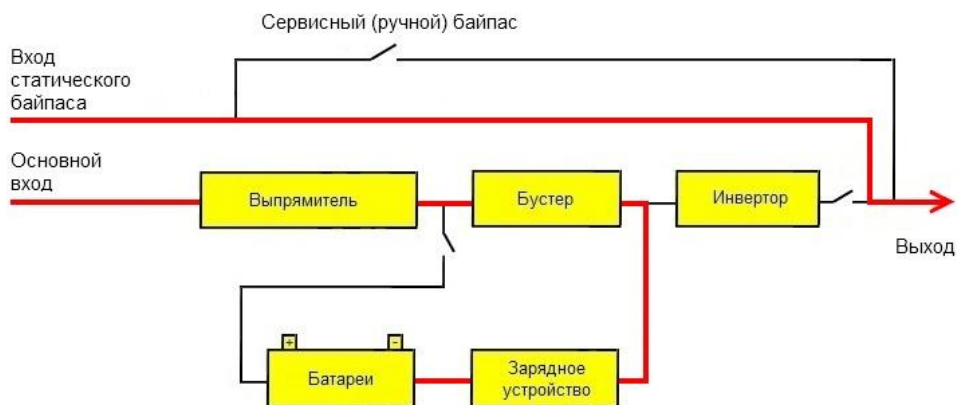 Сервисный (ручной) байпас
Вход
статического
байпаса
Основной
вход
Выпрямитель
Бустер
Инвертор
Выход
+
-
Батареи
Зарядное
устройство